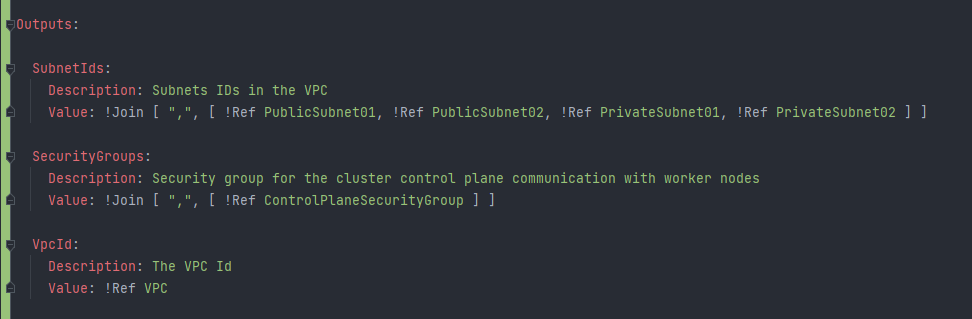 Outputs:
SubnetIds:
Description: Subnets IDs in the VPC
Value: !Join [ ",", [ !Ref PublicSubnet01, !Ref PublicSubnet02, !Ref PrivateSubnet01, !Ref PrivateSubnet02 ] ]
SecurityGroups:
Description: Security group for the cluster control plane communication with worker nodes
Value: !Join [ ",", [ !Ref ControlPlaneSecurityGroup ] ]
VpcId:
Description: The VPC Id
Value: !Ref VPC